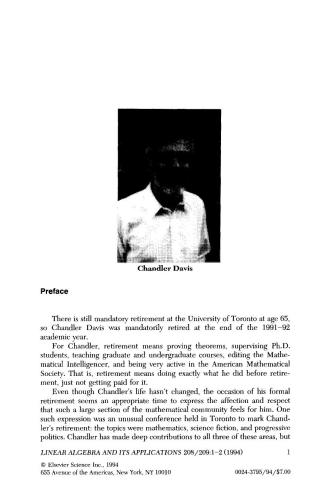 Chandler Davis
Preface
There is still mandatory retirement at the University of Toronto at age 65,
so Chandler Davis was mandatorily retired at the end of the 1991–92
academic year.
For Chandler, retirement means proving theorems, supervising Ph.D.
students, teaching graduate and undergraduate courses, editing the Mathe-
matical Intelligencer, and being very active in the American Mathematical
Society. That is, retirement means doing exactly what he did before retire-
ment, just not getting paid for it.
Even though Chandler's life hasn't changed, the occasion of his formal
retirement seems an appropriate time to express the affection and respect
that such a large section of the mathematical community feels for him. One
such expression was an unusual conference held in Toronto to mark Chand-
ler's retirement: the topics were mathematics, science fiction, and progressive
politics. Chandler has made deep contributions to all three of these areas, but
LINEAR ALGEBRA AND ITS APPLICATIONS 208/209:1–2 (1994) 1
© Elsevier Science Inc., 1994
655 Avenue of the Americas, New York, NY 10010 0024-3795/94/$7.00